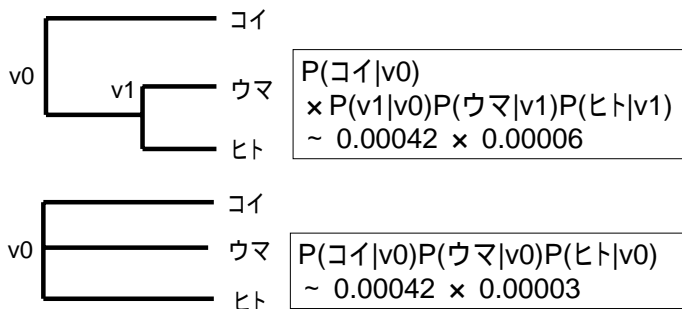 コイ
v0
v1
ウマ
ヒト
P(コイ|v0)
× P(v1|v0)P(ウマ|v1)P(ヒト|v1)
~ 0.00042 × 0.00006
コイ
v0
ウマ
ヒト
P(コイ|v0)P(ウマ|v0)P(ヒト|v0)
~ 0.00042 × 0.00003